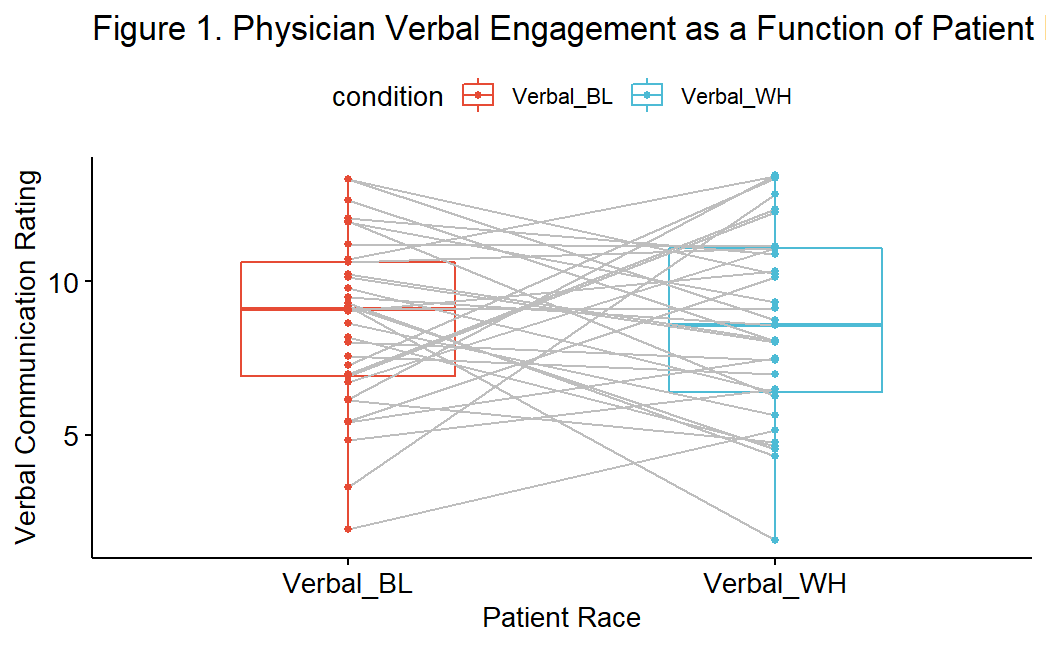 Figure 1. Physician Verbal Engagement as a Function of Patient
condition Verbal_BL Verbal_WH
Verbal Communication Rating
10
5
Verbal_BL Verbal_WH
Patient Race